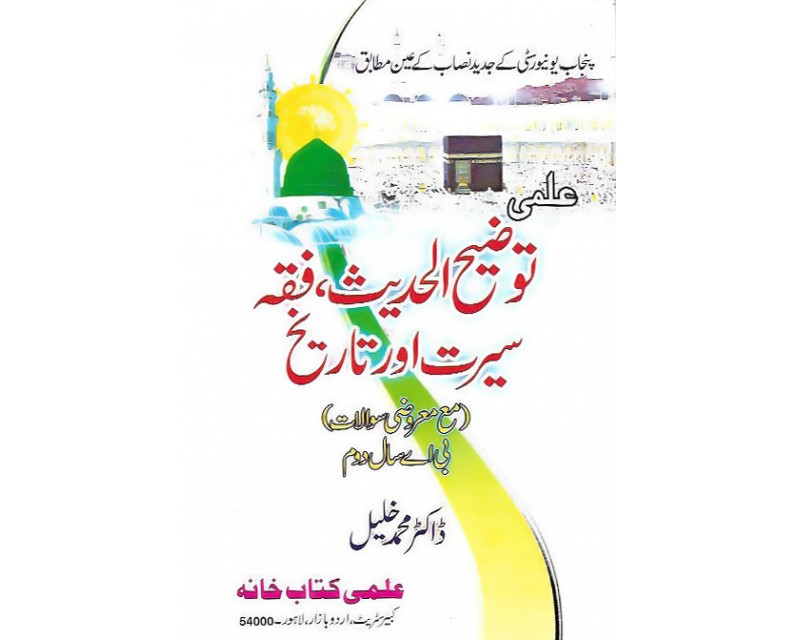 پنجاب یونیورسٹی کے جدید نصاب کے عین مطابق
علمی
توضیح الحدیث، فقہ
سیرت اور تاریخ
(مع معروضی سوالات)
بی اے سال دوم
ڈاکٹر محمد خلیل
علمی کتاب خانہ
کبیر سٹریٹ، اردو بازار، لاہور۔54000